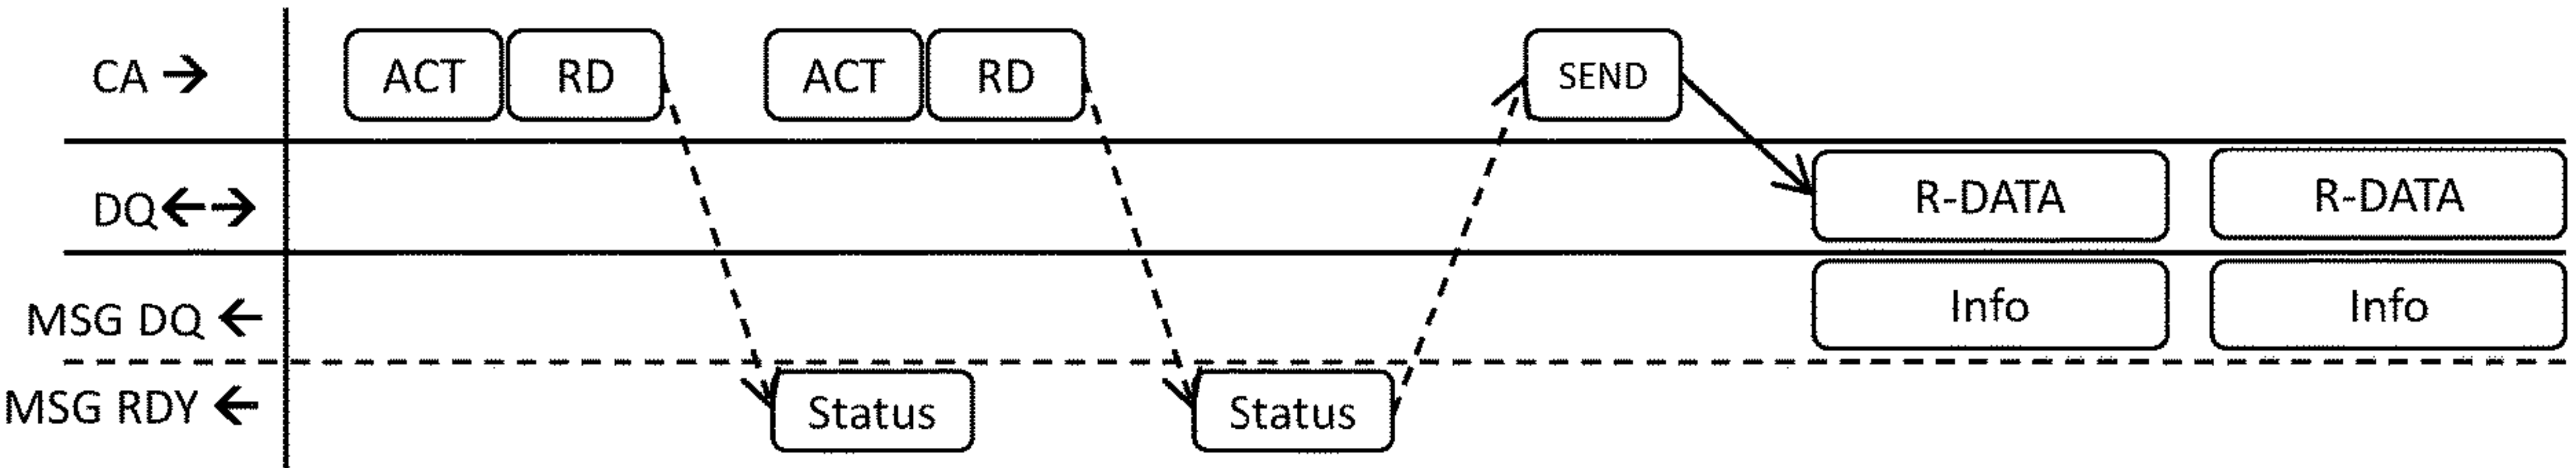 CA → ACT RD ACT RD SEND
DQ ←→ R-DATA R-DATA
MSG DQ ← Info Info
MSG RDY ← Status Status